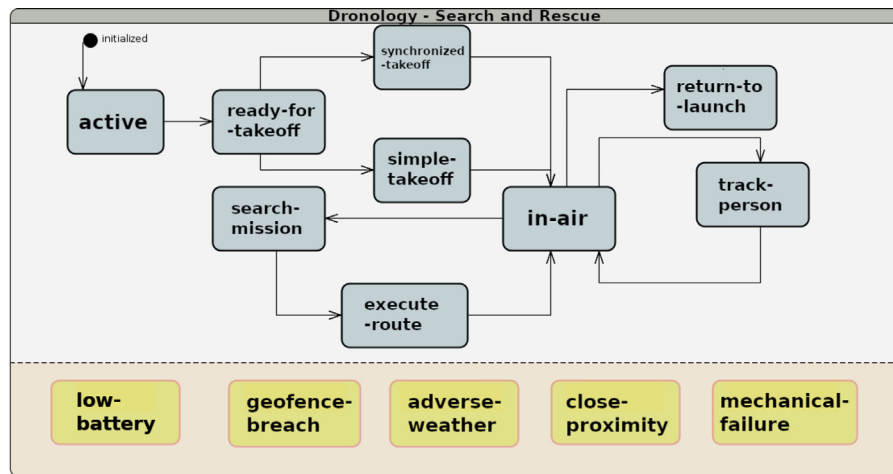 Dronology - Search and Rescue
initialized
active
ready-for
-takeoff
synchronized
-takeoff
simple-
takeoff
return-to
-launch
track-
person
in-air
search-
mission
execute
-route
low-
battery
geofence-
breach
adverse-
weather
close-
proximity
mechanical-
failure